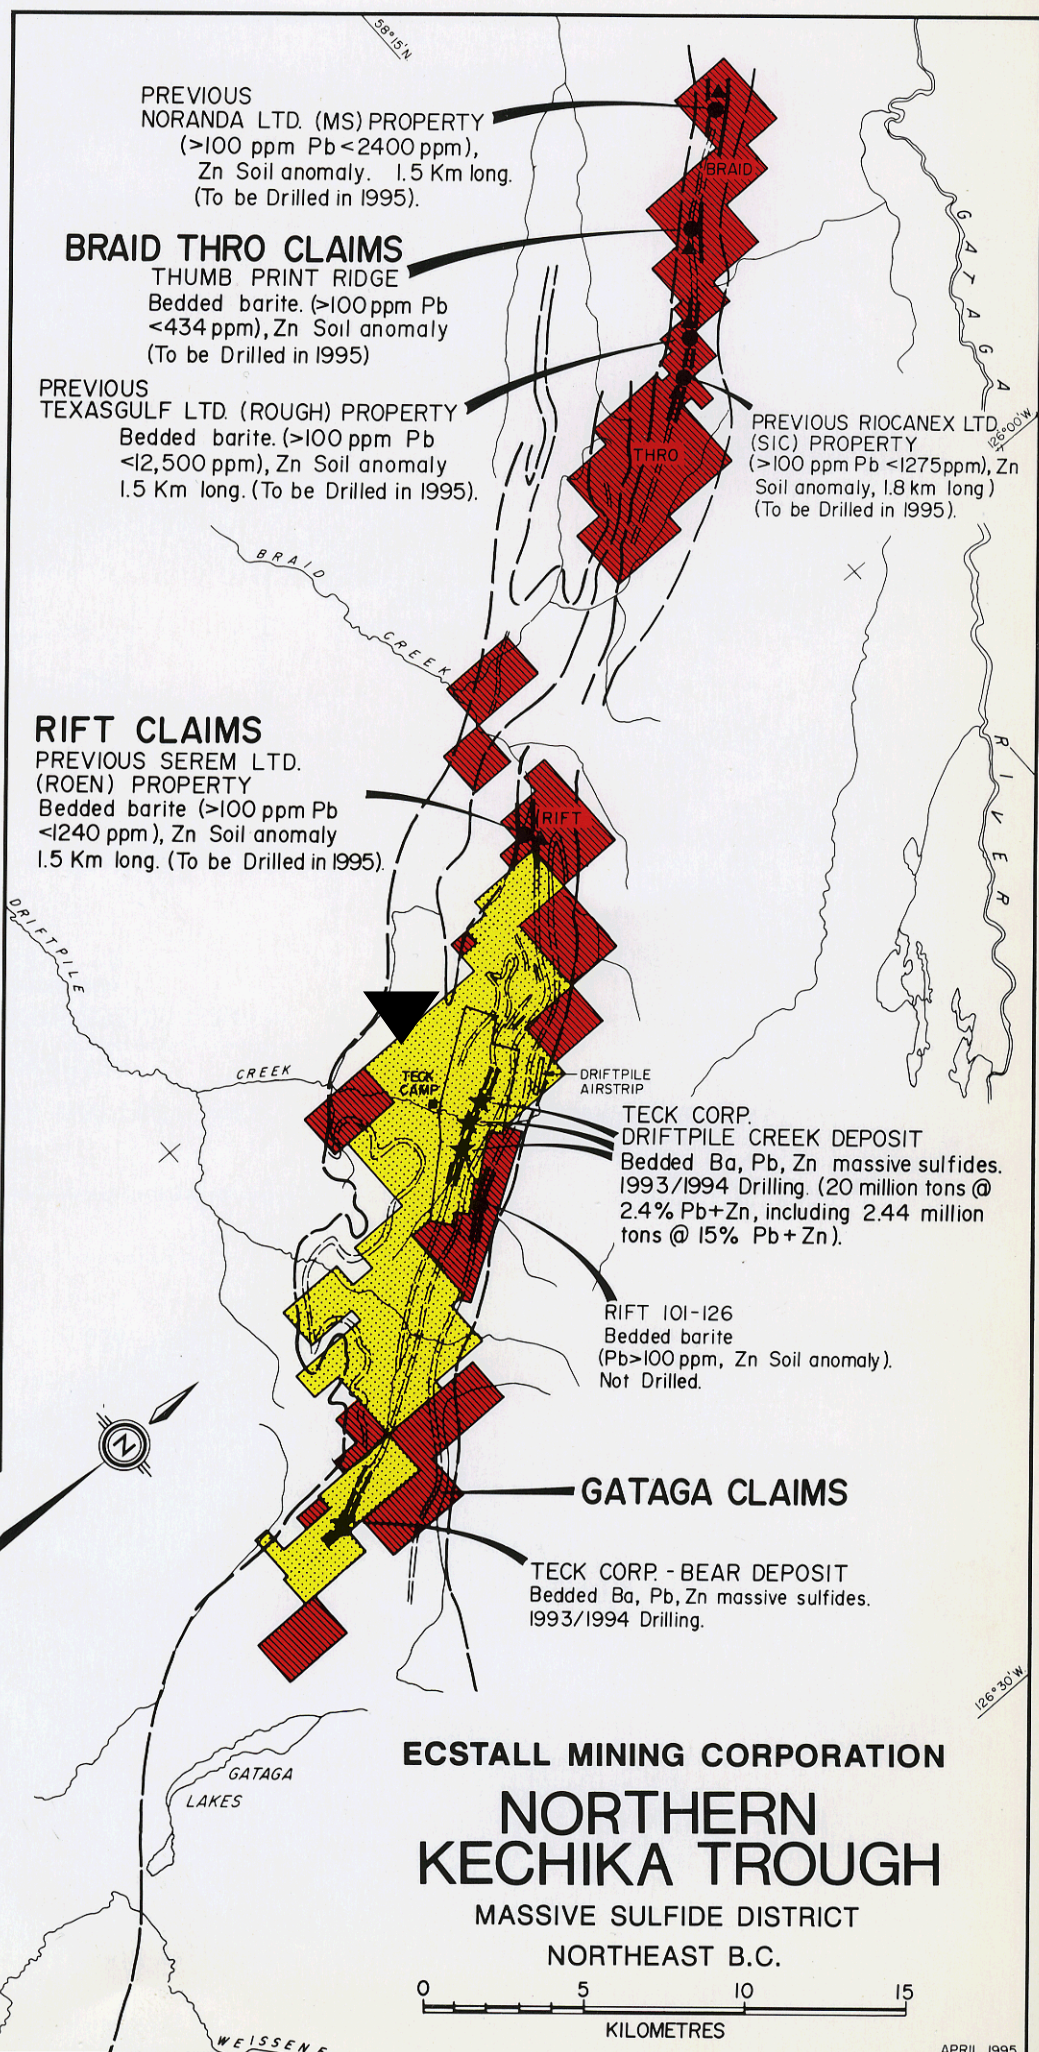 58°15'N.
PREVIOUS
NORANDA LTD. (MS) PROPERTY
(>100 ppm Pb<2400 ppm),
Zn Soil anomaly. 1.5 Km long.
(To be Drilled in 1995).
BRAID
BRAID THRO CLAIMS
THUMB PRINT RIDGE
Bedded barite. (>100 ppm Pb
<434 ppm), Zn Soil anomaly
(To be Drilled in 1995)
GATAGA
PREVIOUS
TEXASGULF LTD. (ROUGH) PROPERTY
Bedded barite. (>100 ppm Pb
<12,500 ppm), Zn Soil anomaly
1.5 Km long. (To be Drilled in 1995).
THRO
126°00'W.
PREVIOUS RIOCANEX LTD.
(SIC) PROPERTY
(>100 ppm Pb <1275ppm), Zn
Soil anomaly, 1.8 km long)
(To be Drilled in 1995).
BRAID
CREEK
RIFT CLAIMS
PREVIOUS SEREM LTD.
(ROEN) PROPERTY
Bedded barite (>100 ppm Pb
<1240 ppm), Zn Soil anomaly
1.5 Km long. (To be Drilled in 1995).
RIFT
RIVER
DRIFTPILE
CREEK
TECK
CAMP
DRIFTPILE
AIRSTRIP
TECK CORP.
DRIFTPILE CREEK DEPOSIT
Bedded Ba, Pb, Zn massive sulfides.
1993/1994 Drilling. (20 million tons @
2.4% Pb+Zn, including 2.44 million
tons @ 15% Pb+Zn).
RIFT 101-126
Bedded barite
(Pb>100 ppm, Zn Soil anomaly).
Not Drilled.
N
GATAGA CLAIMS
TECK CORP. - BEAR DEPOSIT
Bedded Ba, Pb, Zn massive sulfides.
1993/1994 Drilling.
126°30'W.
GATAGA
LAKES
ECSTALL MINING CORPORATION
NORTHERN
KECHIKA TROUGH
MASSIVE SULFIDE DISTRICT
NORTHEAST B.C.
0 5 10 15
KILOMETRES
WEISSENE
APRIL 1995